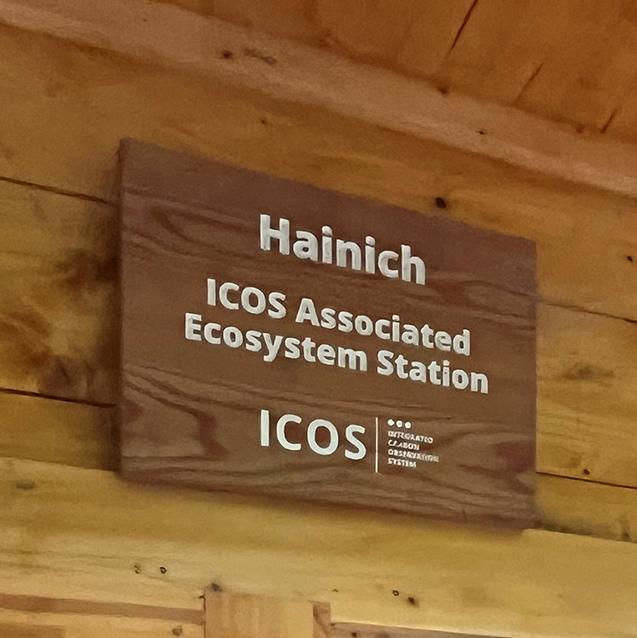 Hainich
ICOS Associated
Ecosystem Station
ICOS
INTEGRATED
CARBON
OBSERVATION
SYSTEM